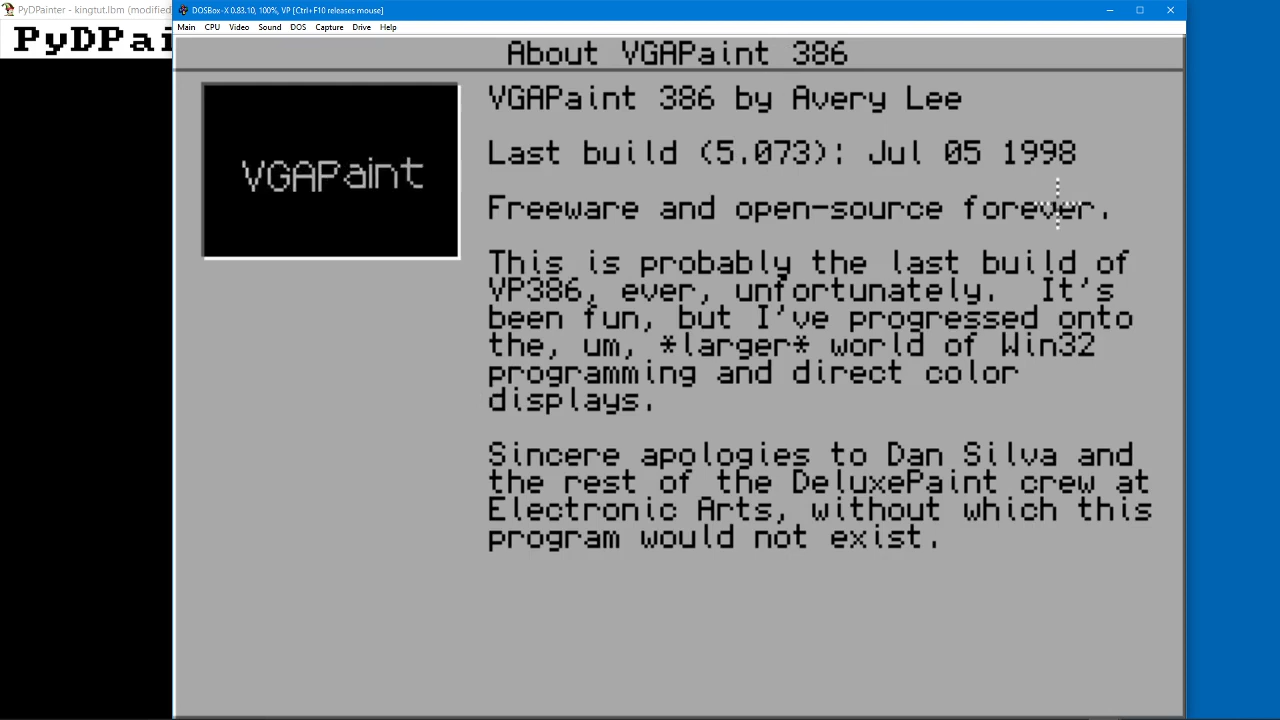 PyDPainter - kingtut.lbm (modified
PyDPai
DOSBox-X 0.83.10, 100%, VP [Ctrl+F10 releases mouse]
Main CPU Video Sound DOS Capture Drive Help
About VGAPaint 386
VGAPaint
VGAPaint 386 by Avery Lee
Last build (5.073): Jul 05 1998
Freeware and open-source forever.
This is probably the last build of
VP386, ever, unfortunately. It's
been fun, but I've progressed onto
the, um, *larger* world of Win32
programming and direct color
displays.
Sincere apologies to Dan Silva and
the rest of the DeluxePaint crew at
Electronic Arts, without which this
program would not exist.